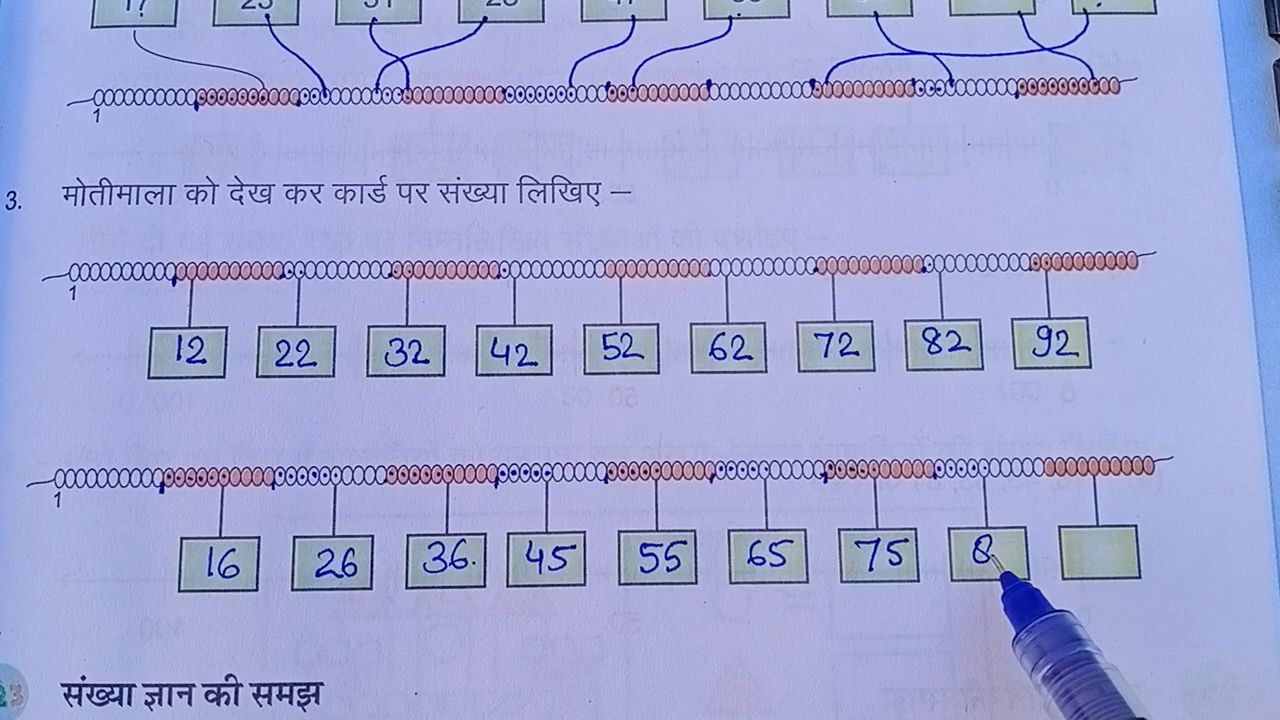 1
3. मोतीमाला को देख कर कार्ड पर संख्या लिखिए –
1
12 22 32 42 52 62 72 82 92
1
16 26 36. 45 55 65 75 8
संख्या ज्ञान की समझ